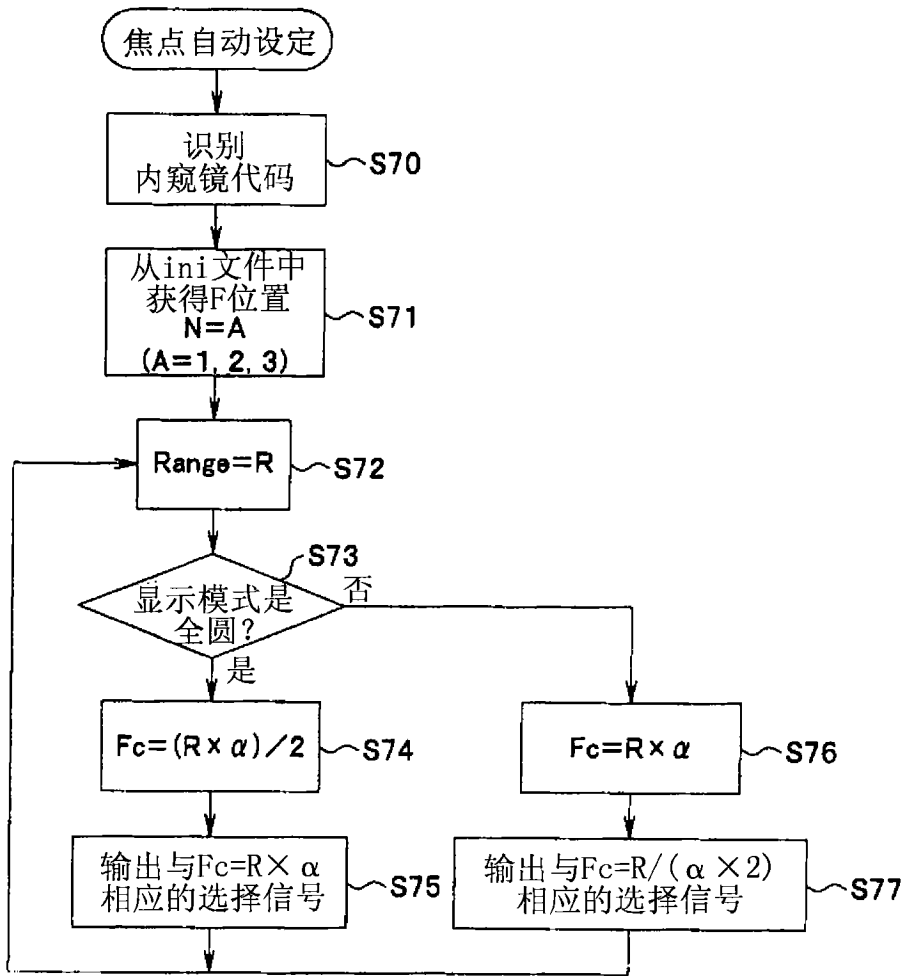 焦点自动设定
识别
内窥镜代码
S70
从ini文件中
获得F位置
N=A
(A=1, 2, 3)
S71
Range=R
S72
S73
显示模式是
全圆?
否
是
Fc=(R×α)/2
S74
Fc=R×α
S76
输出与Fc=R×α
相应的选择信号
S75
输出与Fc=R/(α×2)
相应的选择信号
S77